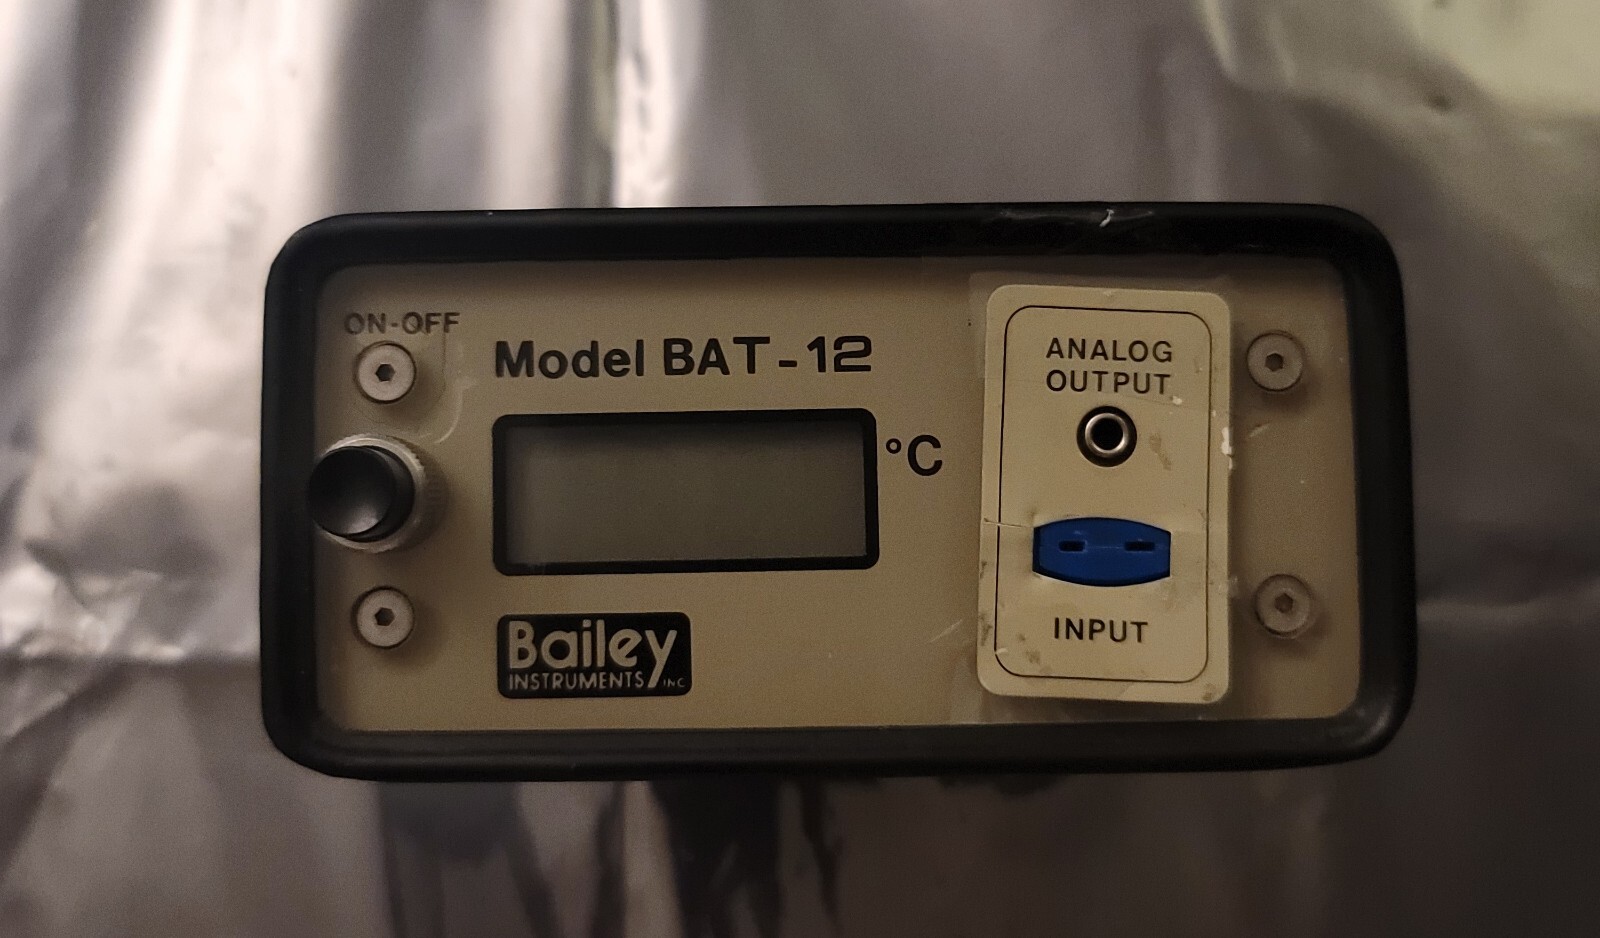 ON-OFF
Model BAT-12
°C
Bailey
INSTRUMENTS INC
ANALOG
OUTPUT
INPUT